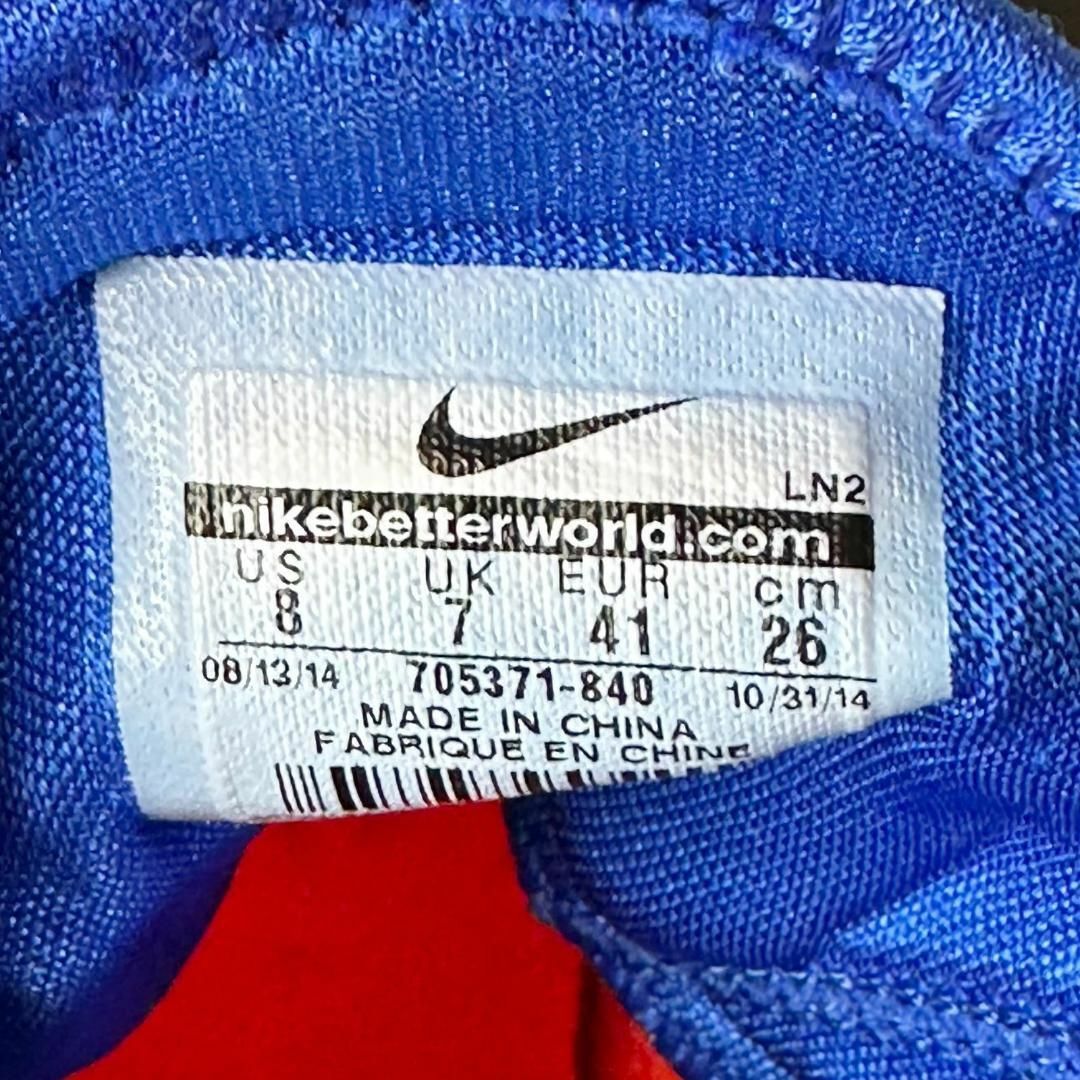 LN2
nikebetterworld.com
US UK EUR cm
8 7 41 26
08/13/14 705371-840 10/31/14
MADE IN CHINA
FABRIQUE EN CHINE